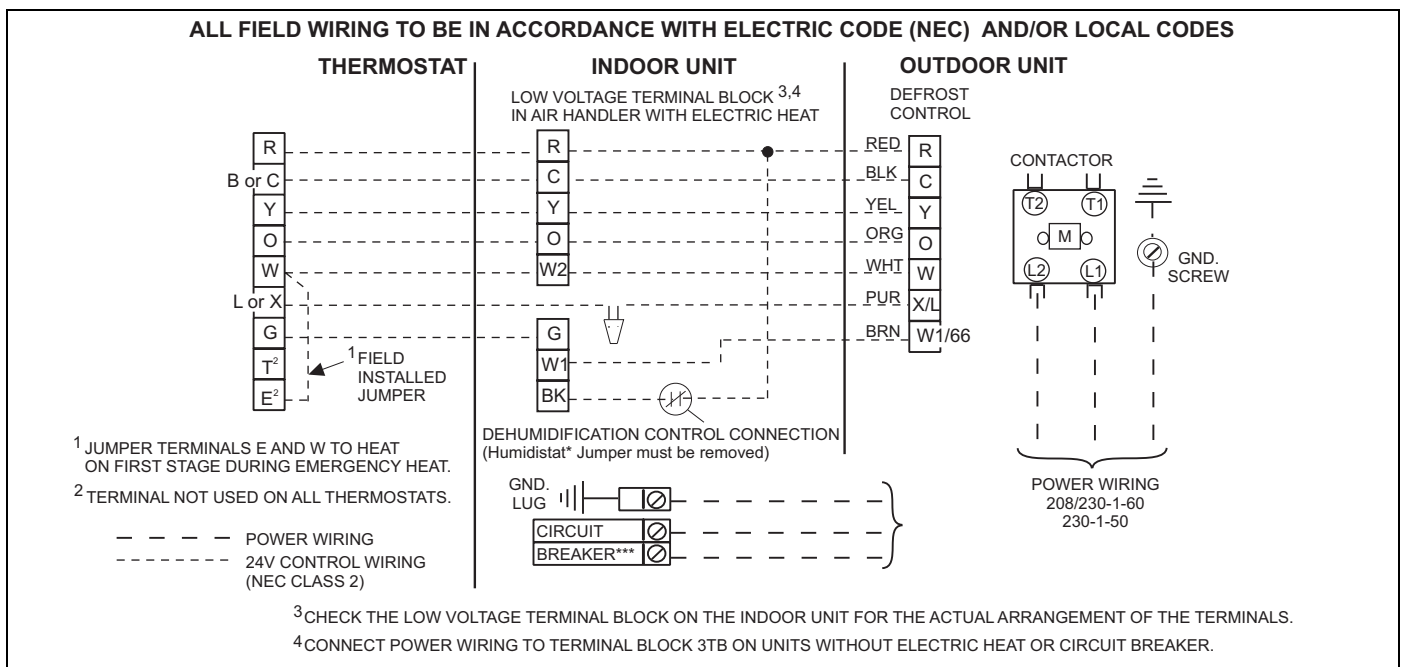 ALL FIELD WIRING TO BE IN ACCORDANCE WITH ELECTRIC CODE (NEC) AND/OR LOCAL CODES
THERMOSTAT
INDOOR UNIT
OUTDOOR UNIT
LOW VOLTAGE TERMINAL BLOCK 3,4
IN AIR HANDLER WITH ELECTRIC HEAT
DEFROST
CONTROL
R
B or C
Y
O
W
L or X
G
T2
E2
1 FIELD
INSTALLED
JUMPER
R
C
Y
O
W2
G
W1
BK
RED
BLK
YEL
ORG
WHT
PUR
BRN
R
C
Y
O
W
X/L
W1/66
CONTACTOR
T2
T1
M
L2
L1
GND.
SCREW
1 JUMPER TERMINALS E AND W TO HEAT
ON FIRST STAGE DURING EMERGENCY HEAT.
2 TERMINAL NOT USED ON ALL THERMOSTATS.
POWER WIRING
24V CONTROL WIRING
(NEC CLASS 2)
DEHUMIDIFICATION CONTROL CONNECTION
(Humidistat* Jumper must be removed)
GND.
LUG
CIRCUIT
BREAKER***
POWER WIRING
208/230-1-60
230-1-50
3 CHECK THE LOW VOLTAGE TERMINAL BLOCK ON THE INDOOR UNIT FOR THE ACTUAL ARRANGEMENT OF THE TERMINALS.
4 CONNECT POWER WIRING TO TERMINAL BLOCK 3TB ON UNITS WITHOUT ELECTRIC HEAT OR CIRCUIT BREAKER.